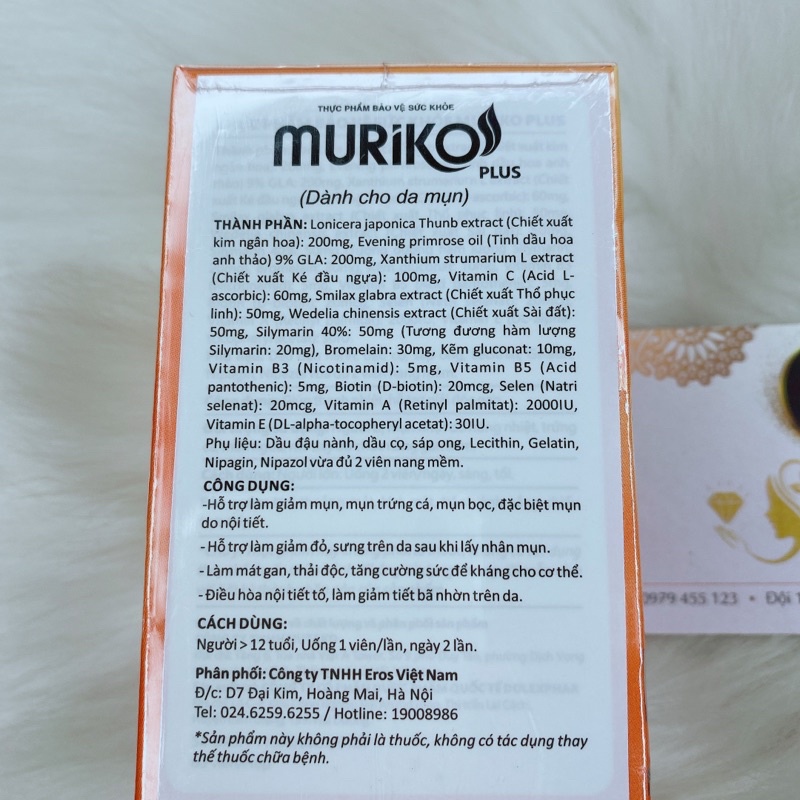 THỰC PHẨM BẢO VỆ SỨC KHỎE
MURIKO
PLUS
(Dành cho da mụn)
THÀNH PHẦN: Lonicera japonica Thunb extract (Chiết xuất
kim ngân hoa): 200mg, Evening primrose oil (Tinh dầu hoa
anh thảo) 9% GLA: 200mg, Xanthium strumarium L extract
(Chiết xuất Ké đầu ngựa): 100mg, Vitamin C (Acid L-
ascorbic): 60mg, Smilax glabra extract (Chiết xuất Thổ phục
linh): 50mg, Wedelia chinensis extract (Chiết xuất Sài đất):
50mg, Silymarin 40%: 50mg (Tương đương hàm lượng
Silymarin: 20mg), Bromelain: 30mg, Kẽm gluconat: 10mg,
Vitamin B3 (Nicotinamid): 5mg, Vitamin B5 (Acid
pantothenic): 5mg, Biotin (D-biotin): 20mcg, Selen (Natri
selenat): 20mcg, Vitamin A (Retinyl palmitat): 2000IU,
Vitamin E (DL-alpha-tocopheryl acetat): 30IU.
Phụ liệu: Dầu đậu nành, dầu cọ, sáp ong, Lecithin, Gelatin,
Nipagin, Nipazol vừa đủ 2 viên nang mềm.
CÔNG DỤNG:
-Hỗ trợ làm giảm mụn, mụn trứng cá, mụn bọc, đặc biệt mụn
do nội tiết.
- Hỗ trợ làm giảm đỏ, sưng trên da sau khi lấy nhân mụn.
- Làm mát gan, thải độc, tăng cường sức để kháng cho cơ thể.
- Điều hòa nội tiết tố, làm giảm tiết bã nhờn trên da.
CÁCH DÙNG:
Người > 12 tuổi, Uống 1 viên/lần, ngày 2 lần.
Phân phối: Công ty TNHH Eros Việt Nam
Đ/c: D7 Đại Kim, Hoàng Mai, Hà Nội
Tel: 024.6259.6255 / Hotline: 19008986
*Sản phẩm này không phải là thuốc, không có tác dụng thay
thế thuốc chữa bệnh.
0979 455 123 • Đội